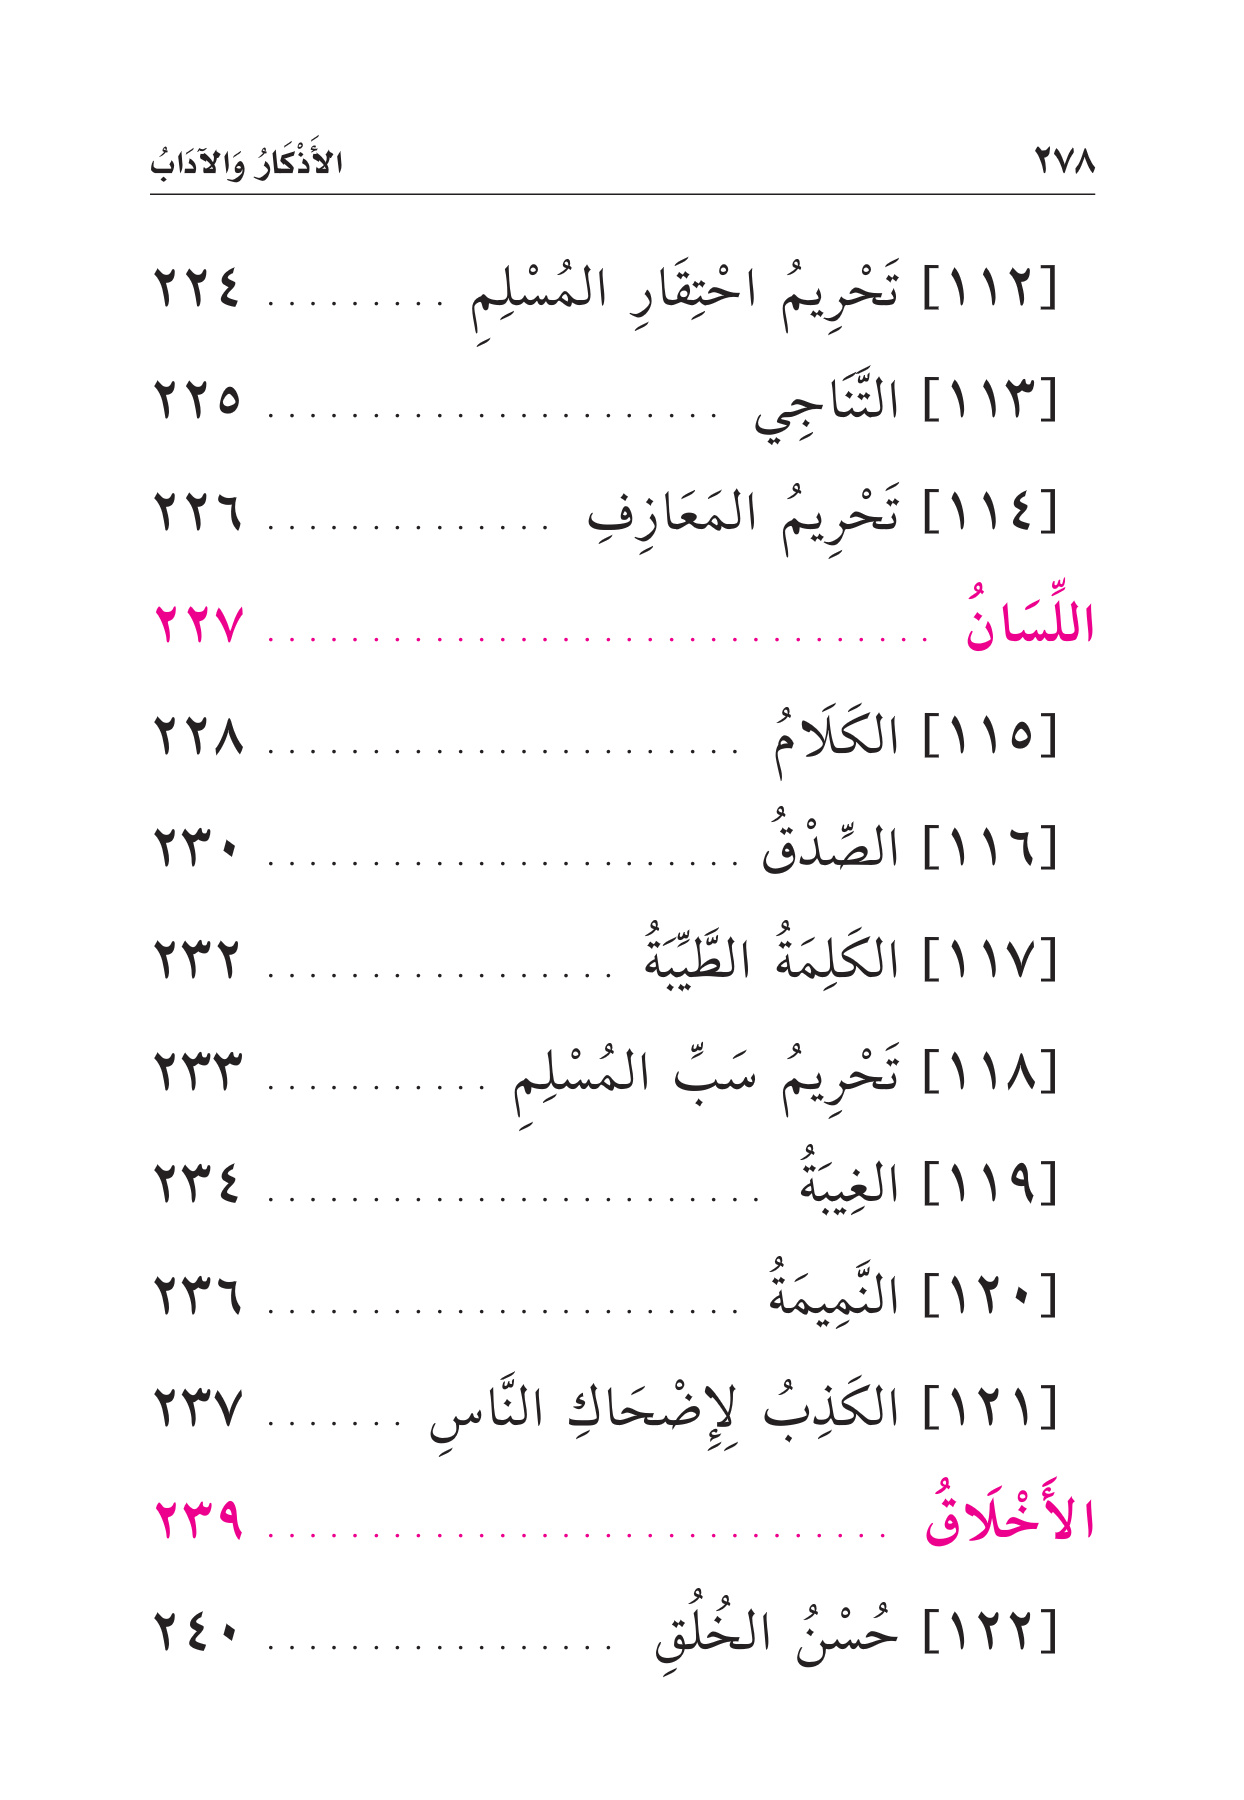 ٢٧٨ الأَذْكَارُ وَالآدَابُ
[١١٢] تَحْرِيمُ احْتِقَارِ المُسْلِمِ . . . . . . . . . ٢٢٤
[١١٣] التَّنَاجِي . . . . . . . . . . . . . . . . . . . . . . ٢٢٥
[١١٤] تَحْرِيمُ المَعَازِفِ . . . . . . . . . . . . . . ٢٢٦
اللِّسَانُ . . . . . . . . . . . . . . . . . . . . . . . . . . . . . . . . ٢٢٧
[١١٥] الكَلَامُ . . . . . . . . . . . . . . . . . . . . . . . ٢٢٨
[١١٦] الصِّدْقُ . . . . . . . . . . . . . . . . . . . . . . . ٢٣٠
[١١٧] الكَلِمَةُ الطَّيِّبَةُ . . . . . . . . . . . . . . . . . ٢٣٢
[١١٨] تَحْرِيمُ سَبِّ المُسْلِمِ . . . . . . . . . . . ٢٣٣
[١١٩] الغِيبَةُ . . . . . . . . . . . . . . . . . . . . . . . . ٢٣٤
[١٢٠] النَّمِيمَةُ . . . . . . . . . . . . . . . . . . . . . . . ٢٣٦
[١٢١] الكَذِبُ لِإِضْحَاكِ النَّاسِ . . . . . . . ٢٣٧
الأَخْلَاقُ . . . . . . . . . . . . . . . . . . . . . . . . . . . . . . ٢٣٩
[١٢٢] حُسْنُ الخُلُقِ . . . . . . . . . . . . . . . . . ٢٤٠